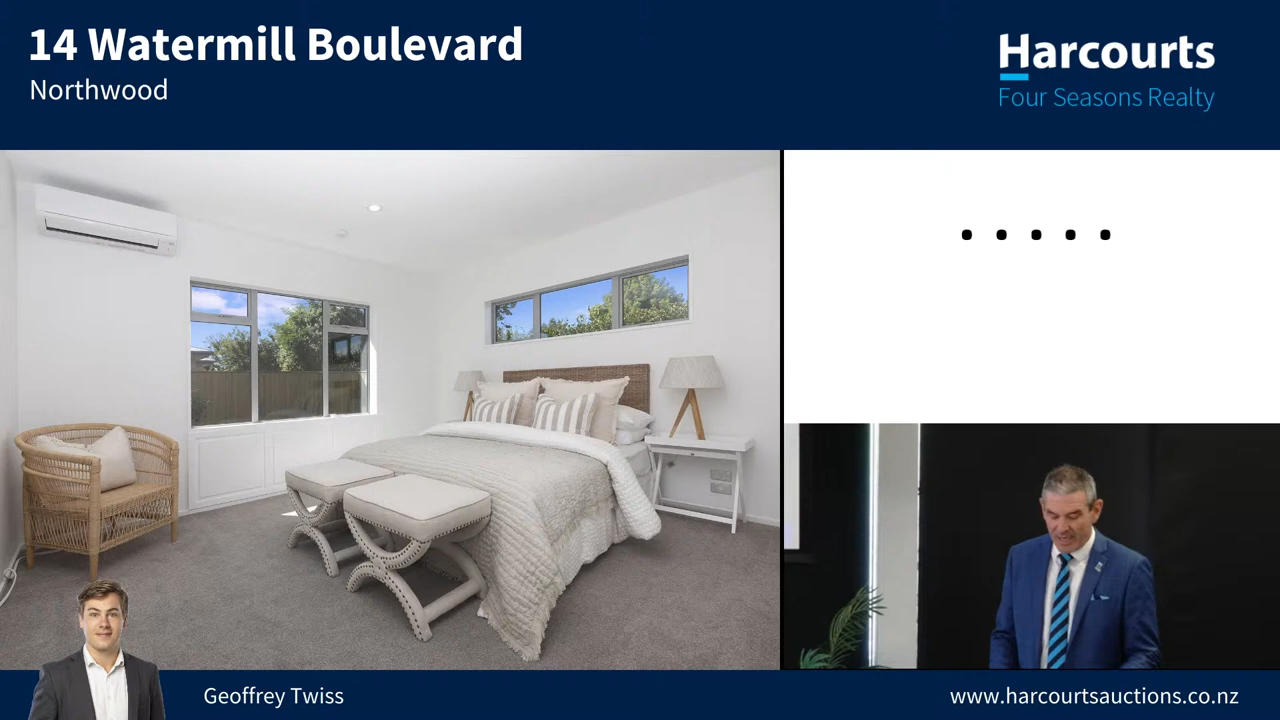 14 Watermill Boulevard
Northwood
Harcourts
Four Seasons Realty
. . . . .
Geoffrey Twiss
www.harcourtsauctions.co.nz